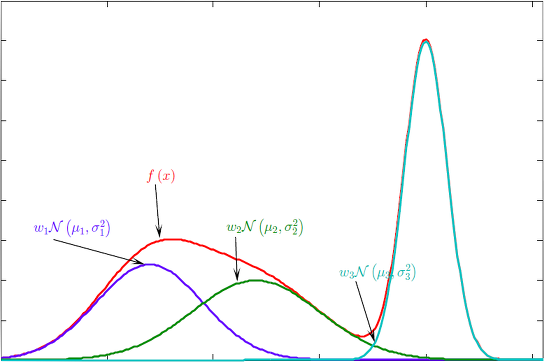 f (x)
w₁𝒩 (μ₁, σ₁²)
w₂𝒩 (μ₂, σ₂²)
w₃𝒩 (μ₃, σ₃²)